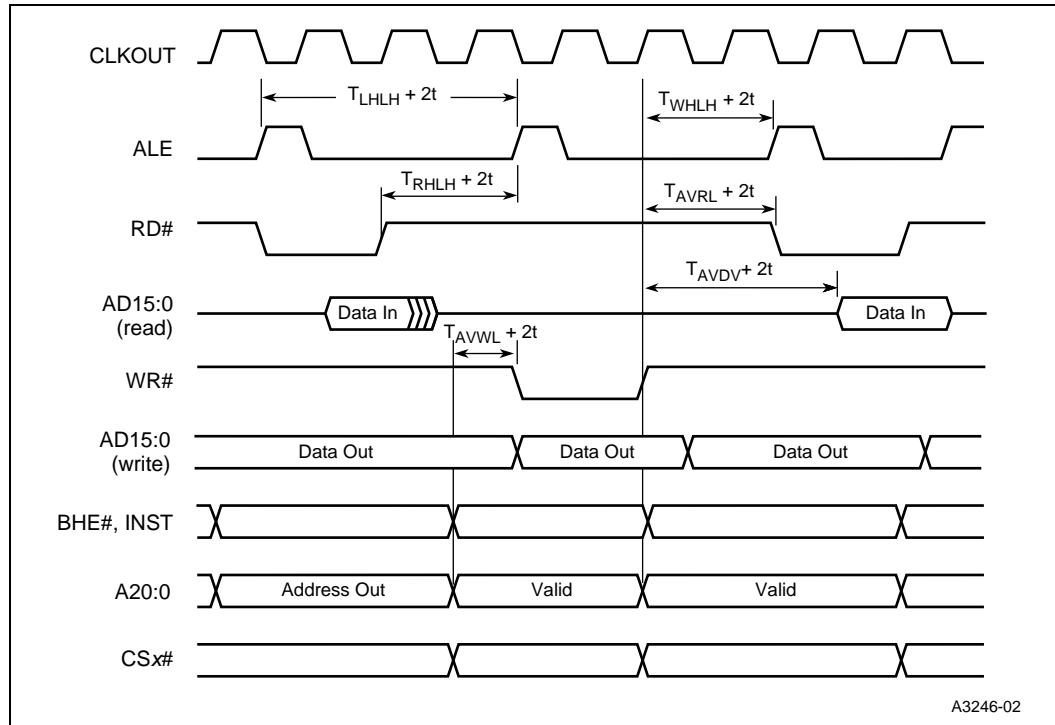 CLKOUT
T_LHLH + 2t
T_WHLH + 2t
ALE
T_RHLH + 2t
T_AVRL + 2t
RD#
T_AVDV+ 2t
AD15:0
(read)
Data In
Data In
T_AVWL + 2t
WR#
AD15:0
(write)
Data Out
Data Out
Data Out
BHE#, INST
A20:0
Address Out
Valid
Valid
CSx#
A3246-02